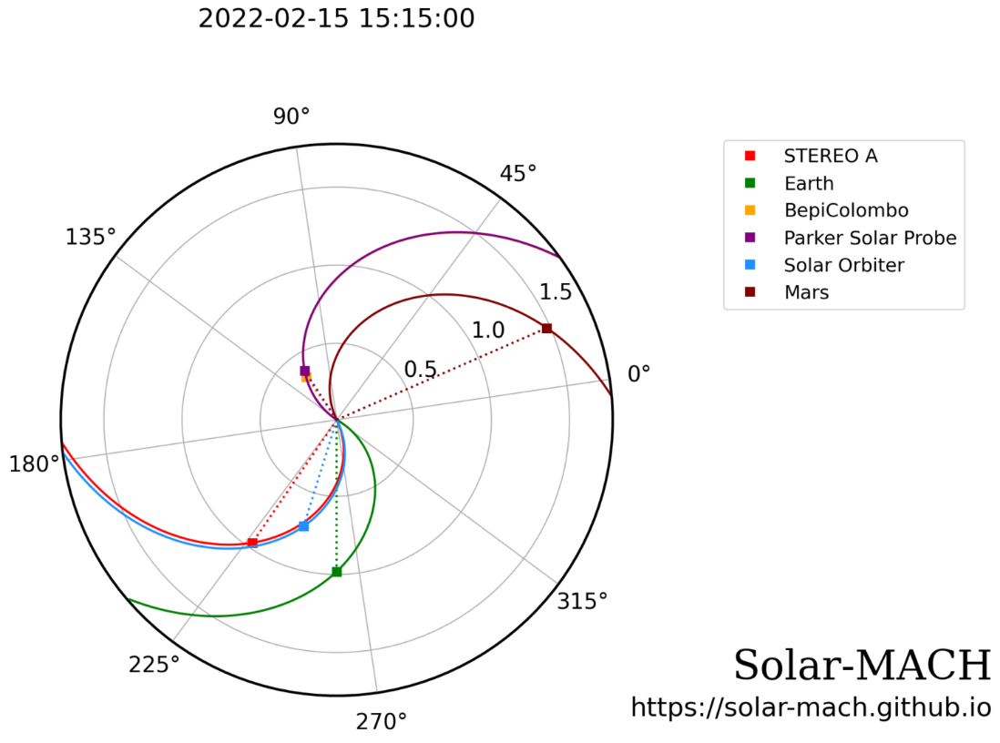 2022-02-15 15:15:00
90°
45°
135°
STEREO A
Earth
BepiColombo
Parker Solar Probe
Solar Orbiter
Mars
1.5
1.0
0.5
0°
180°
315°
225°
270°
Solar-MACH
https://solar-mach.github.io